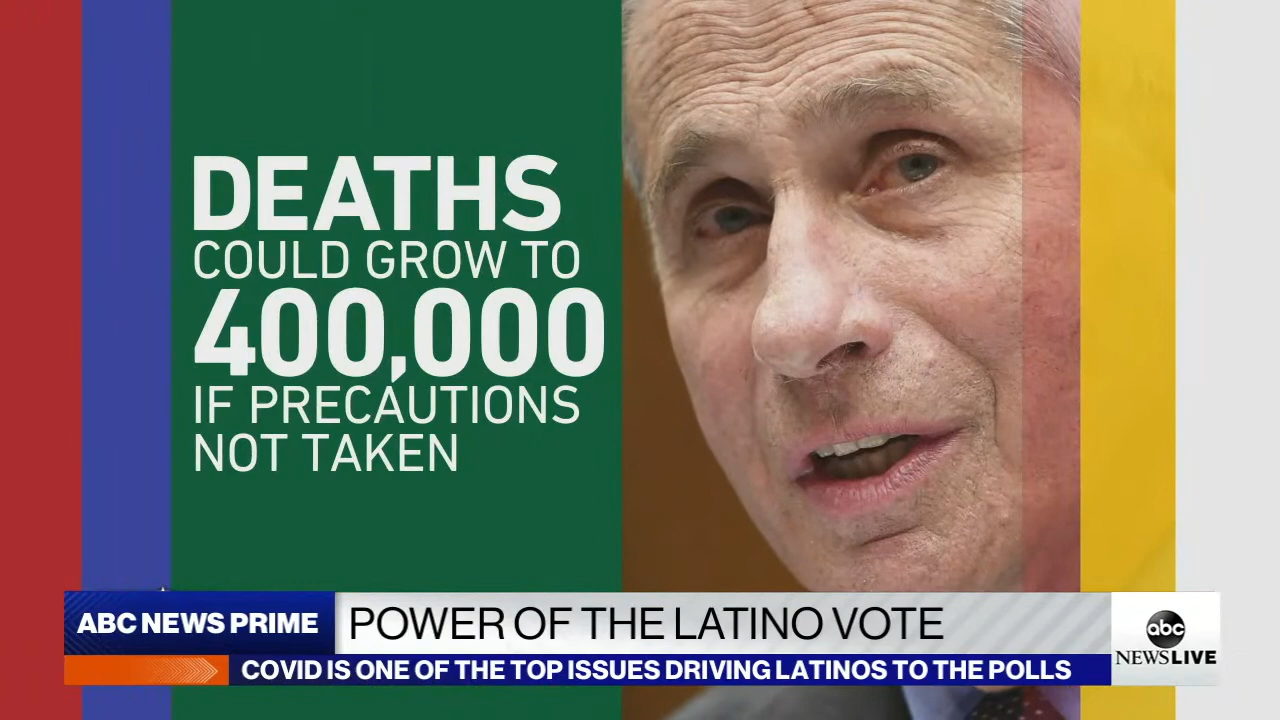 DEATHS
COULD GROW TO
400,000
IF PRECAUTIONS
NOT TAKEN
ABC NEWS PRIME
POWER OF THE LATINO VOTE
COVID IS ONE OF THE TOP ISSUES DRIVING LATINOS TO THE POLLS
abc
NEWS LIVE